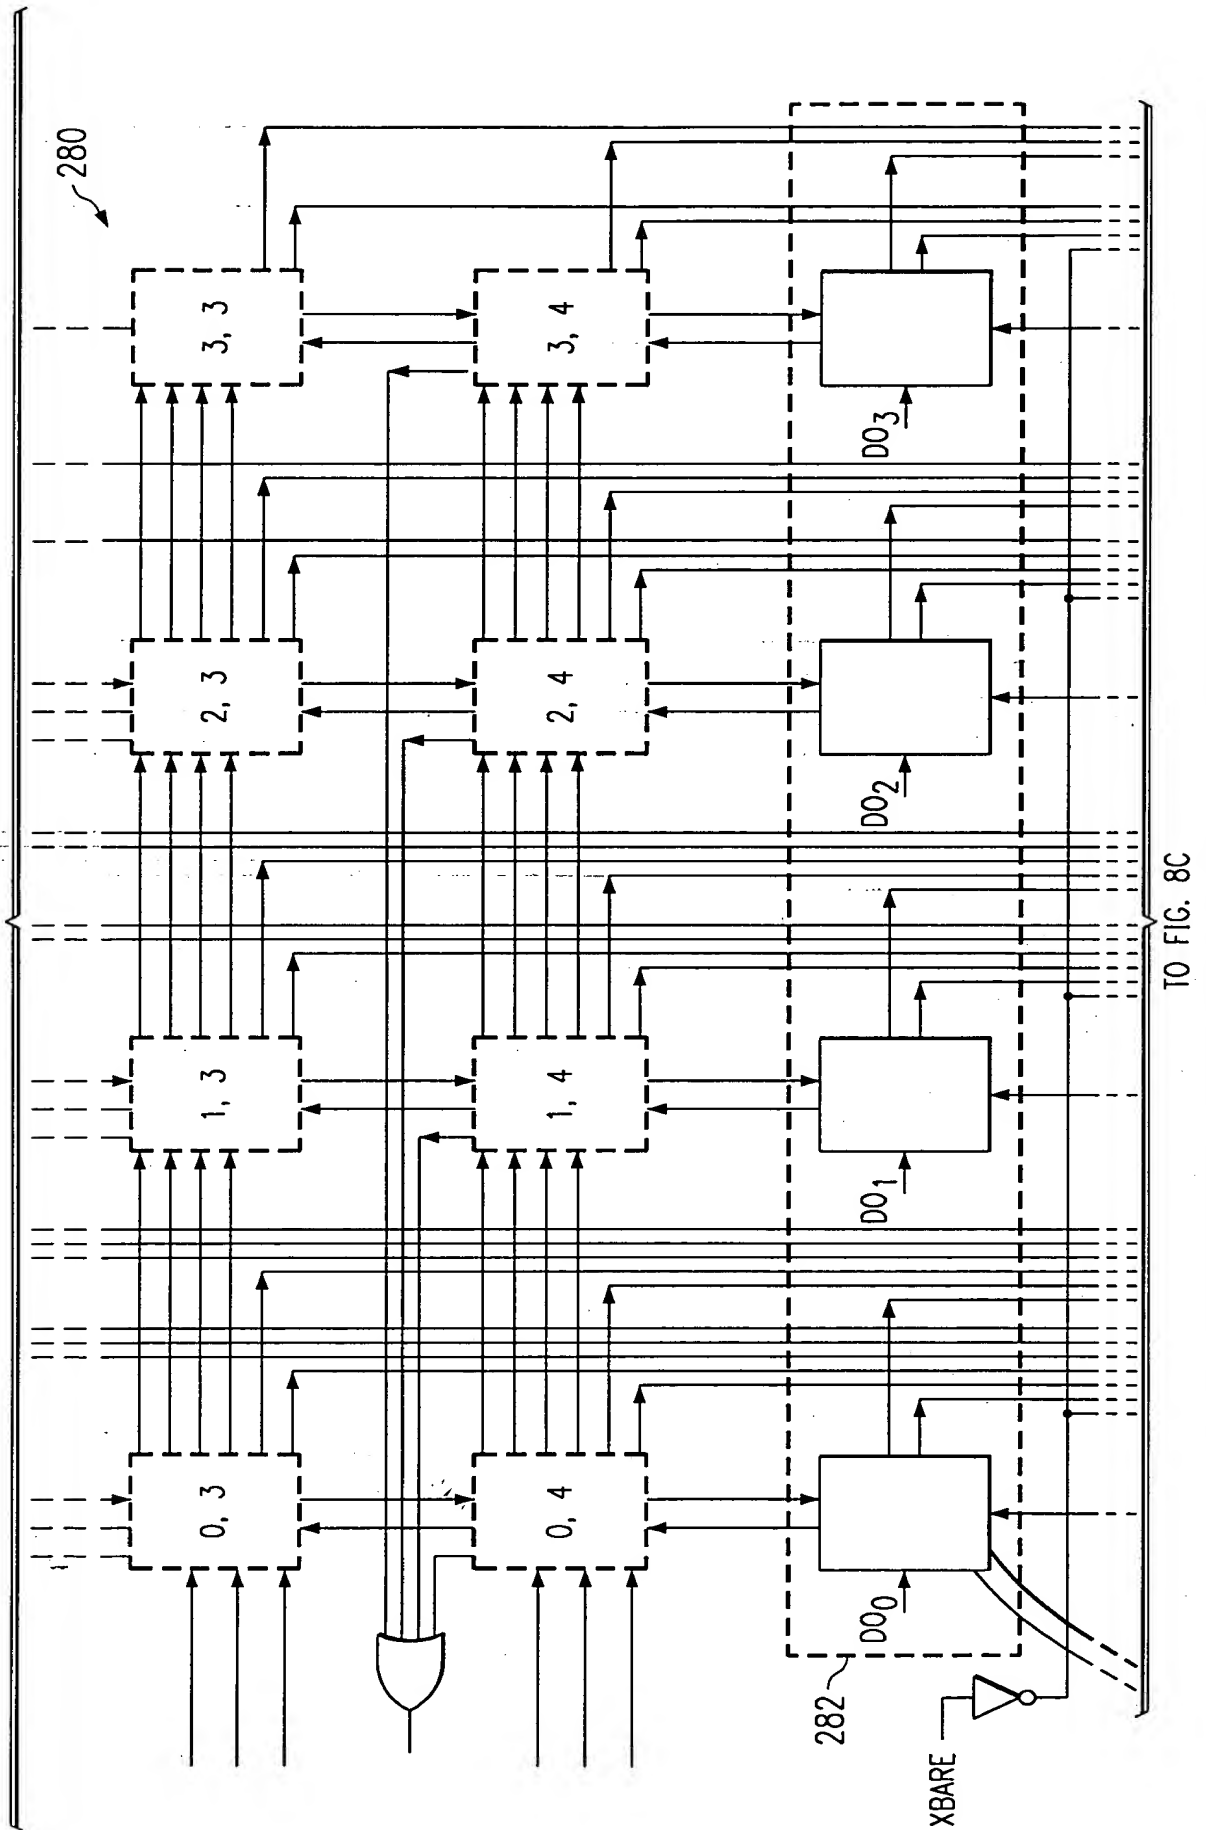 280
3, 3
3, 4
DO3
2, 3
2, 4
DO2
1, 3
1, 4
DO1
0, 3
0, 4
DO0
282
XBARE
TO FIG. 8C